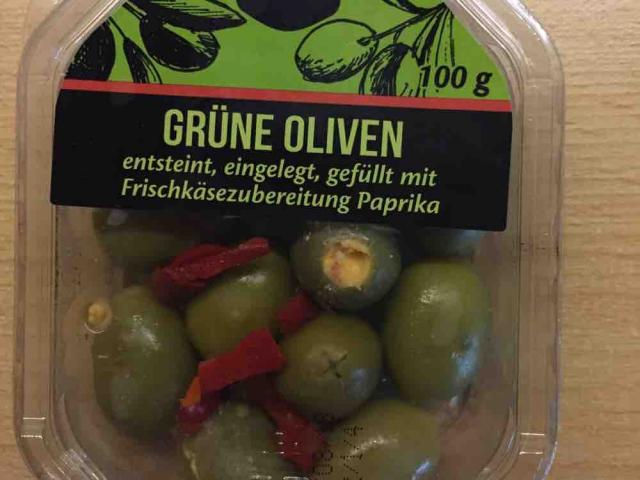 100 g
GRÜNE OLIVEN
entsteint, eingelegt, gefüllt mit
Frischkäsezubereitung Paprika